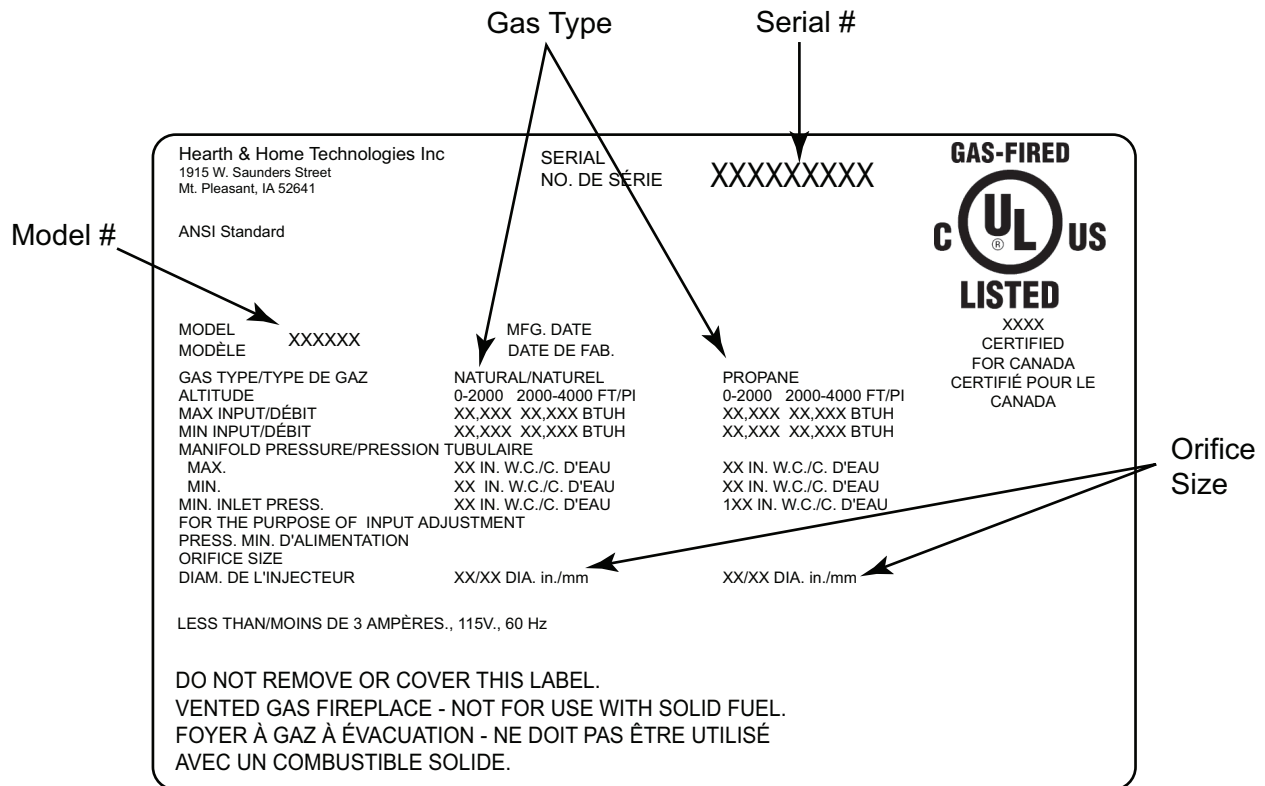 Gas Type
Serial #
Model #
Orifice
Size
Hearth & Home Technologies Inc
1915 W. Saunders Street
Mt. Pleasant, IA 52641
ANSI Standard
SERIAL
NO. DE SÉRIE
XXXXXXXXX
GAS-FIRED
C UL US
®
LISTED
XXXX
CERTIFIED
FOR CANADA
CERTIFIÉ POUR LE
CANADA
MODEL
MODÈLE
XXXXXX
MFG. DATE
DATE DE FAB.
GAS TYPE/TYPE DE GAZ NATURAL/NATUREL PROPANE
ALTITUDE 0-2000 2000-4000 FT/PI 0-2000 2000-4000 FT/PI
MAX INPUT/DÉBIT XX,XXX XX,XXX BTUH XX,XXX XX,XXX BTUH
MIN INPUT/DÉBIT XX,XXX XX,XXX BTUH XX,XXX XX,XXX BTUH
MANIFOLD PRESSURE/PRESSION TUBULAIRE
MAX. XX IN. W.C./C. D'EAU XX IN. W.C./C. D'EAU
MIN. XX IN. W.C./C. D'EAU XX IN. W.C./C. D'EAU
MIN. INLET PRESS. XX IN. W.C./C. D'EAU 1XX IN. W.C./C. D'EAU
FOR THE PURPOSE OF INPUT ADJUSTMENT
PRESS. MIN. D'ALIMENTATION
ORIFICE SIZE
DIAM. DE L'INJECTEUR XX/XX DIA. in./mm XX/XX DIA. in./mm
LESS THAN/MOINS DE 3 AMPÈRES., 115V., 60 Hz
DO NOT REMOVE OR COVER THIS LABEL.
VENTED GAS FIREPLACE - NOT FOR USE WITH SOLID FUEL.
FOYER À GAZ À ÉVACUATION - NE DOIT PAS ÊTRE UTILISÉ
AVEC UN COMBUSTIBLE SOLIDE.